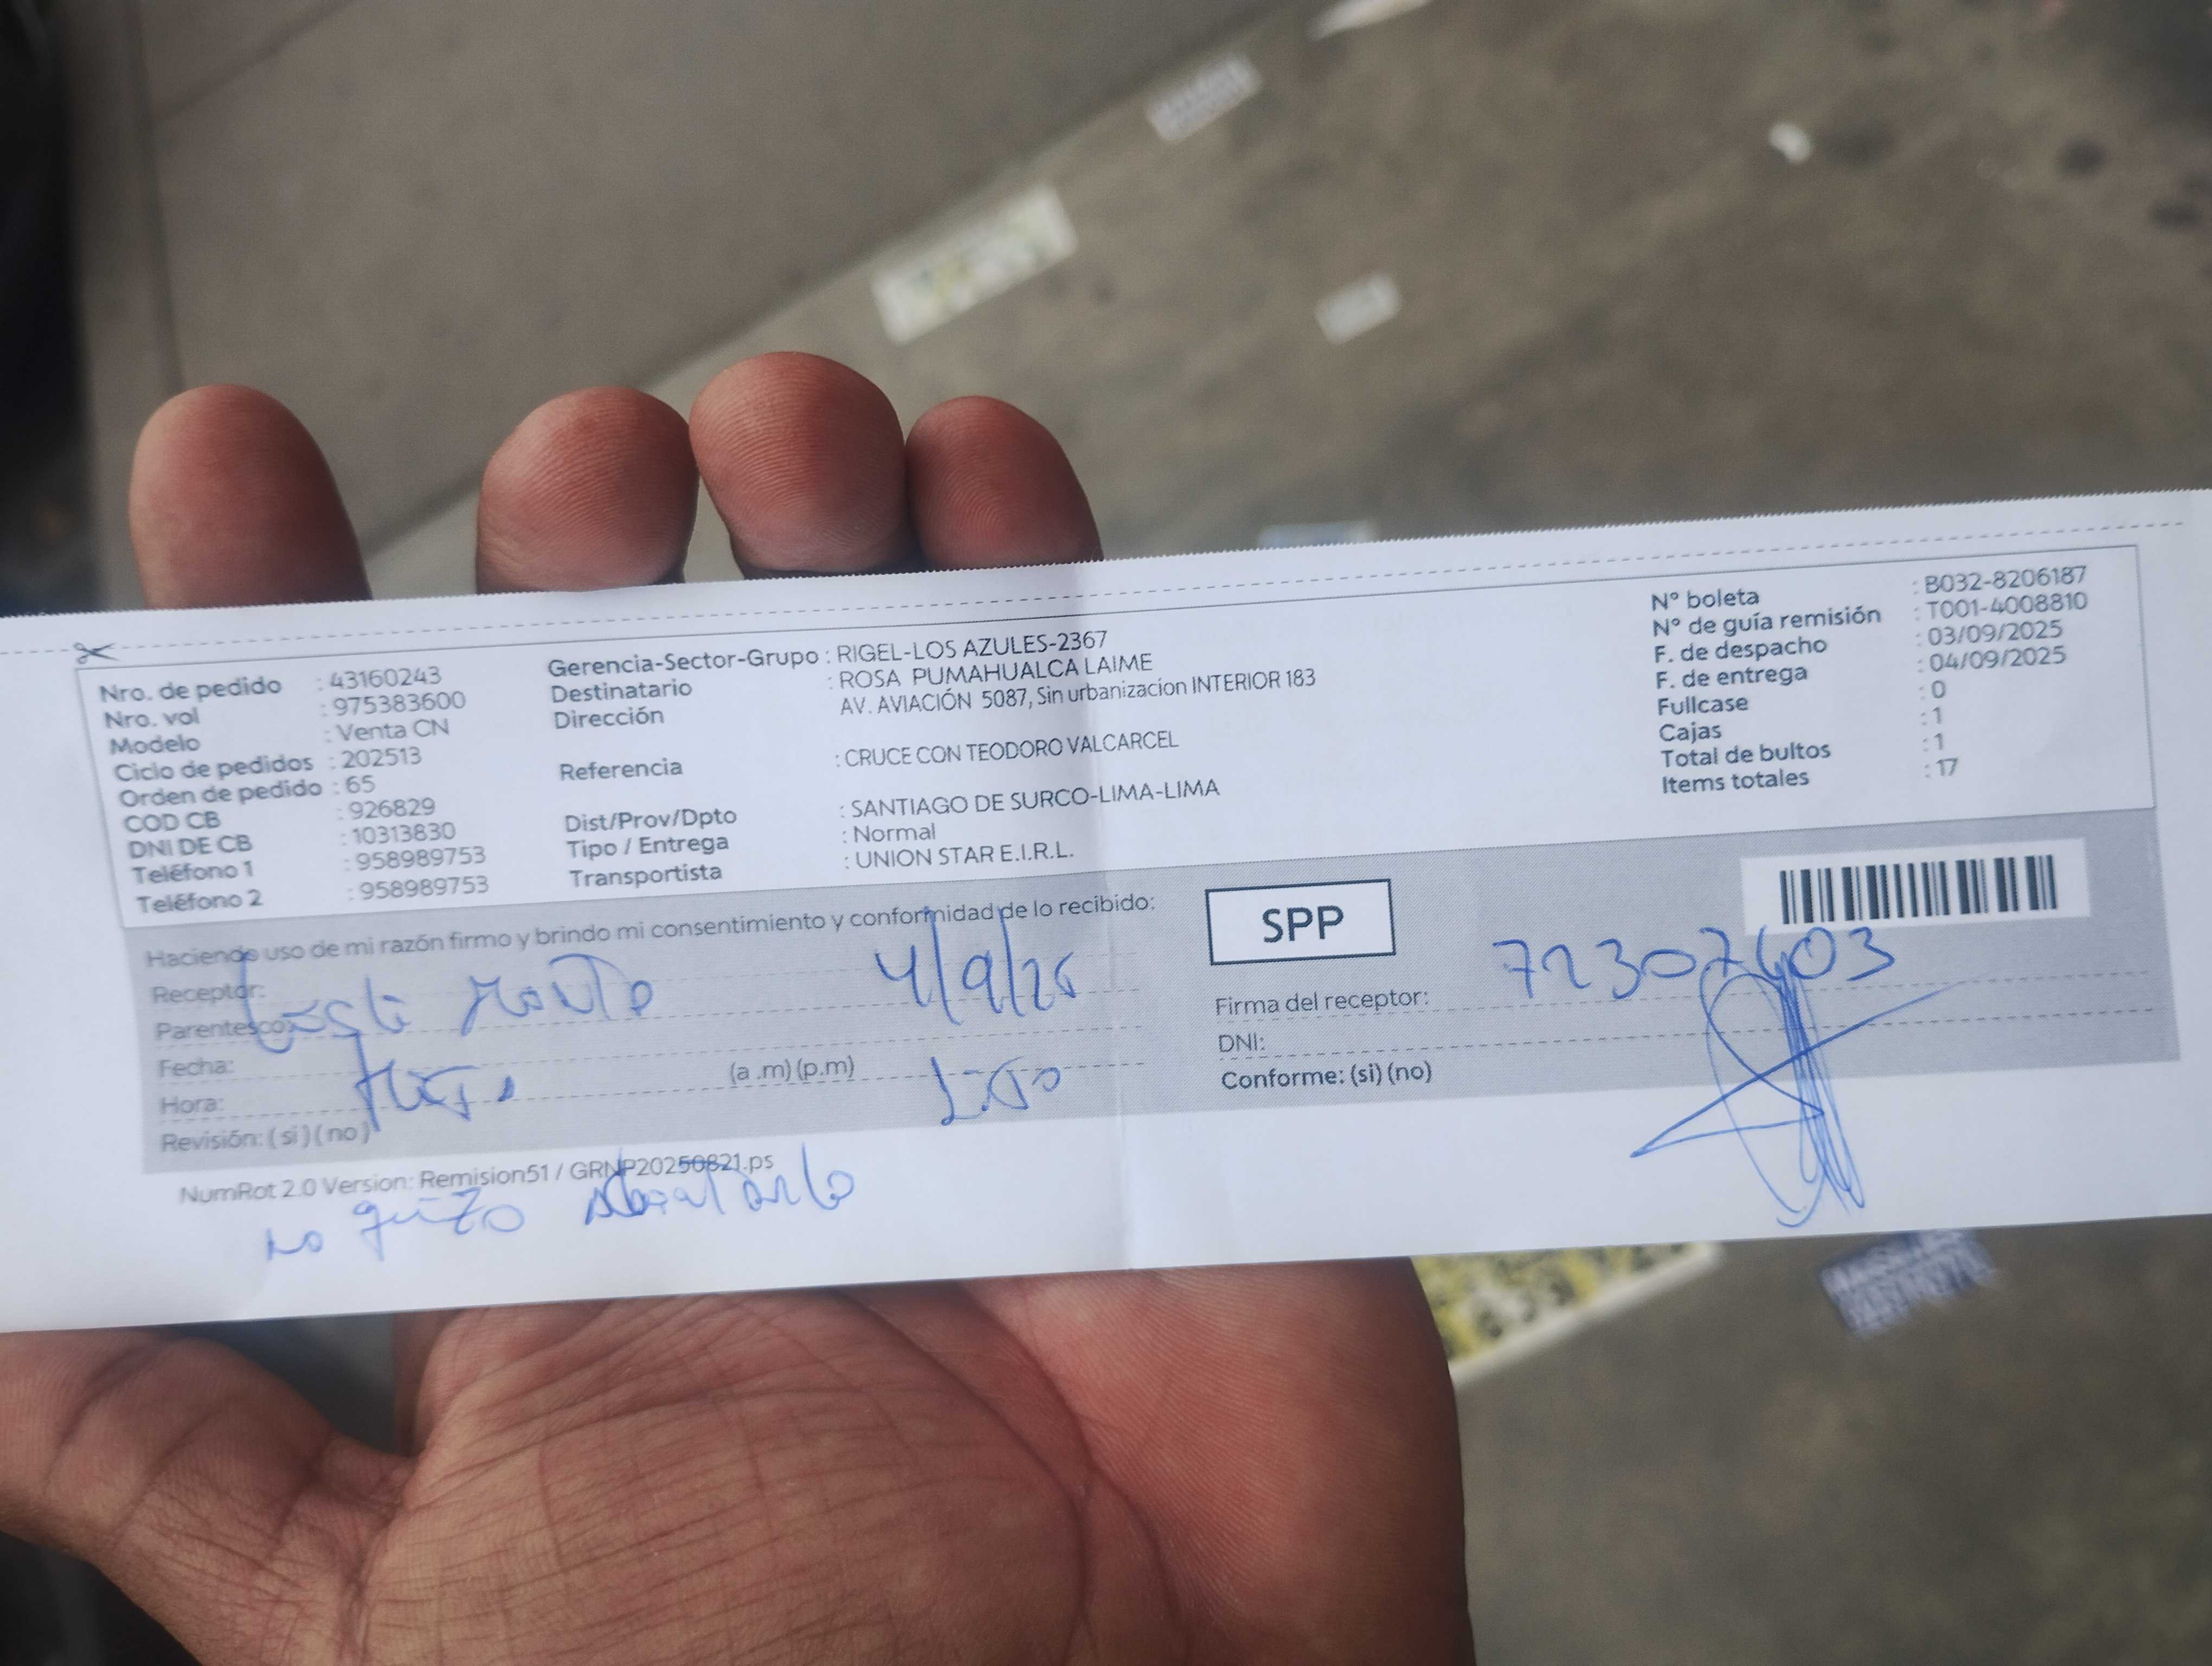 Nro. de pedido : 43160243
Nro. vol : 975383600
Modelo : Venta CN
Ciclo de pedidos : 202513
Orden de pedido : 65
COD CB : 926829
DNI DE CB : 10313830
Teléfono 1 : 958989753
Teléfono 2 : 958989753
Gerencia-Sector-Grupo : RIGEL-LOS AZULES-2367
Destinatario : ROSA PUMAHUALCA LAIME
Dirección AV. AVIACIÓN 5087, Sin urbanizacion INTERIOR 183
Referencia : CRUCE CON TEODORO VALCARCEL
Dist/Prov/Dpto : SANTIAGO DE SURCO-LIMA-LIMA
Tipo / Entrega : Normal
Transportista : UNION STAR E.I.R.L.
N° boleta : B032-8206187
N° de guía remisión : T001-4008810
F. de despacho : 03/09/2025
F. de entrega : 04/09/2025
Fullcase : 0
Cajas : 1
Total de bultos : 1
Items totales : 17
Haciendo uso de mi razón firmo y brindo mi consentimiento y conformidad de lo recibido:
SPP
Receptor:
Parentesco:
Fecha:
Hora: (a .m) (p.m)
Revisión: ( si ) ( no )
Firma del receptor: 72307403
DNI:
Conforme: (si) (no)
NumRot 2.0 Version: Remision51 / GRNP20250821.ps
no quizo